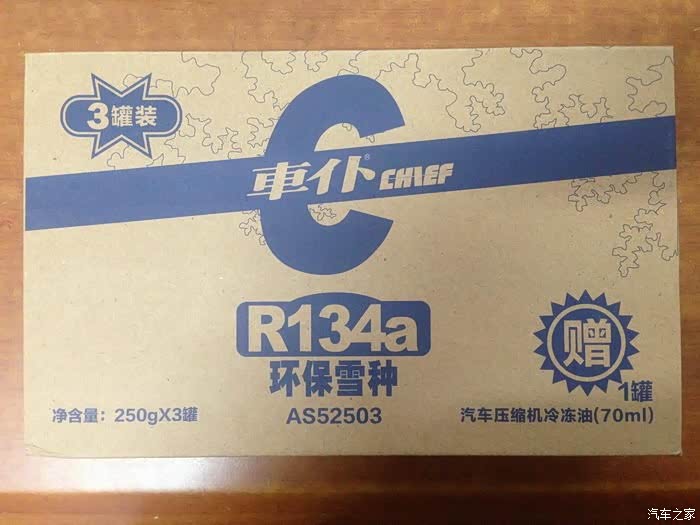 3罐装
車仆® CHIEF
R134a
环保雪种
赠
1罐
净含量：250gX3罐
AS52503
汽车压缩机冷冻油(70ml)
汽车之家